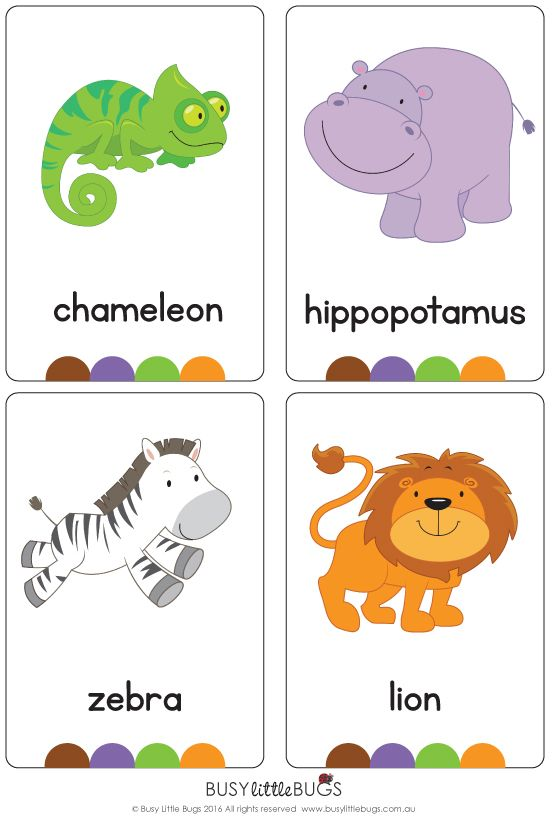 chameleon
hippopotamus
zebra
lion
BUSY little BUGS
© Busy Little Bugs 2016 All rights reserved www.busylittlebugs.com.au